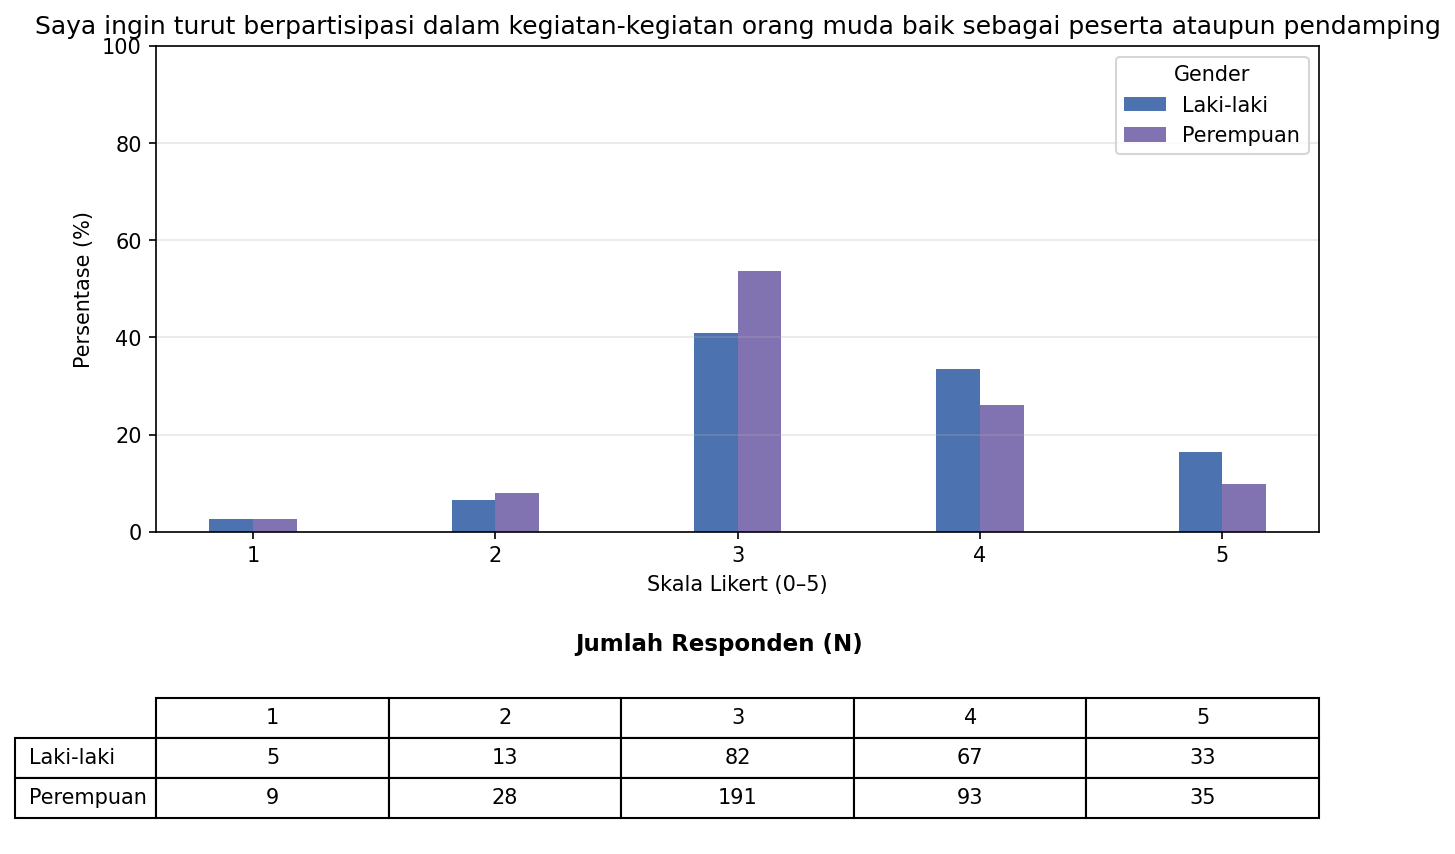 Saya ingin turut berpartisipasi dalam kegiatan-kegiatan orang muda baik sebagai peserta ataupun pendamping
100
80
60
40
20
0
Persentase (%)
Gender
Laki-laki
Perempuan
1 2 3 4 5
Skala Likert (0–5)
Jumlah Responden (N)
1 2 3 4 5
Laki-laki 5 13 82 67 33
Perempuan 9 28 191 93 35